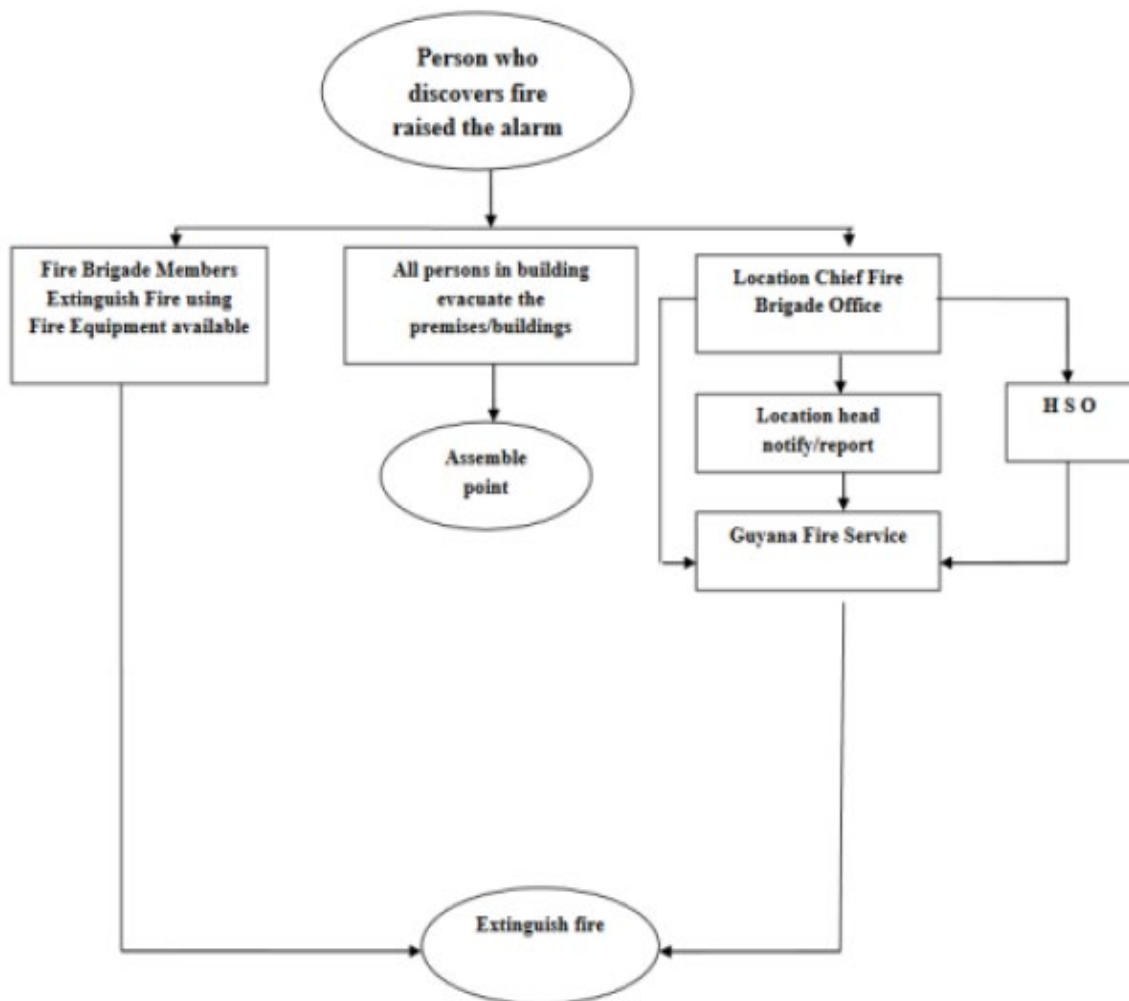 Person who
discovers fire
raised the alarm
Fire Brigade Members
Extinguish Fire using
Fire Equipment available
All persons in building
evacuate the
premises/buildings
Location Chief Fire
Brigade Office
Location head
notify/report
H S O
Assemble
point
Guyana Fire Service
Extinguish fire